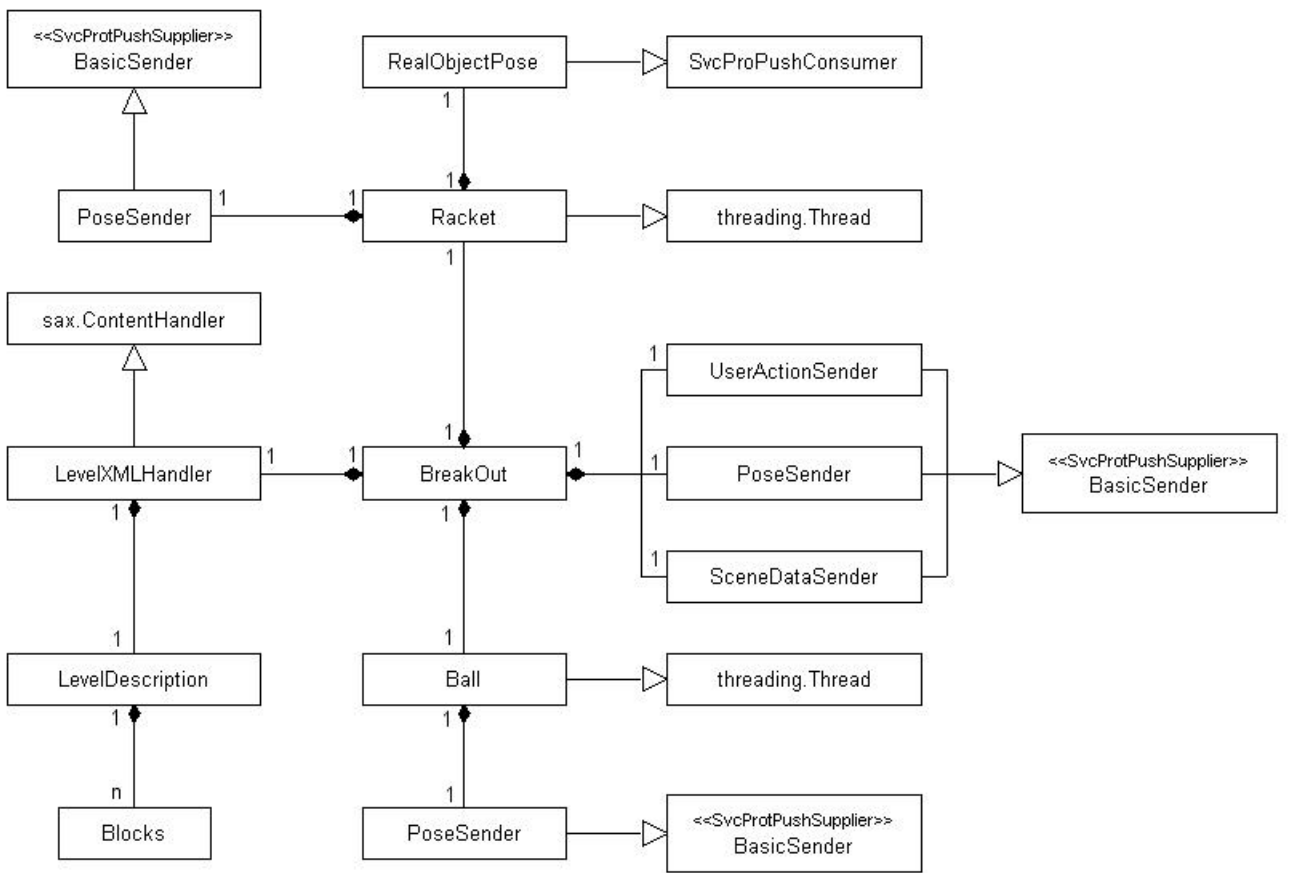 <<SvcProtPushSupplier>>
BasicSender
RealObjectPose
SvcProPushConsumer
1
1
PoseSender
1
1
Racket
threading.Thread
1
sax.ContentHandler
1
UserActionSender
1
LevelXMLHandler
1
1
BreakOut
1
1
PoseSender
<<SvcProtPushSupplier>>
BasicSender
1
1
1
SceneDataSender
1
1
LevelDescription
Ball
threading.Thread
1
1
n
1
Blocks
PoseSender
<<SvcProtPushSupplier>>
BasicSender